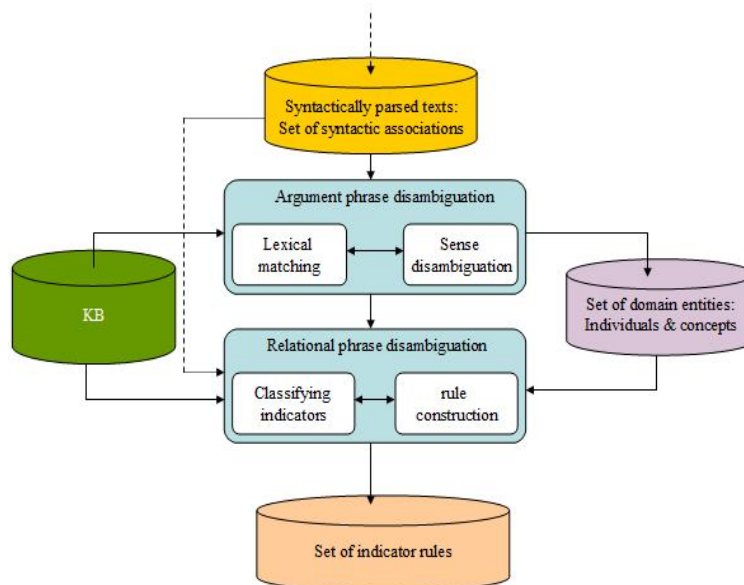 Syntactically parsed texts:
Set of syntactic associations
Argument phrase disambiguation
Lexical
matching
Sense
disambiguation
KB
Set of domain entities:
Individuals & concepts
Relational phrase disambiguation
Classifying
indicators
rule
construction
Set of indicator rules